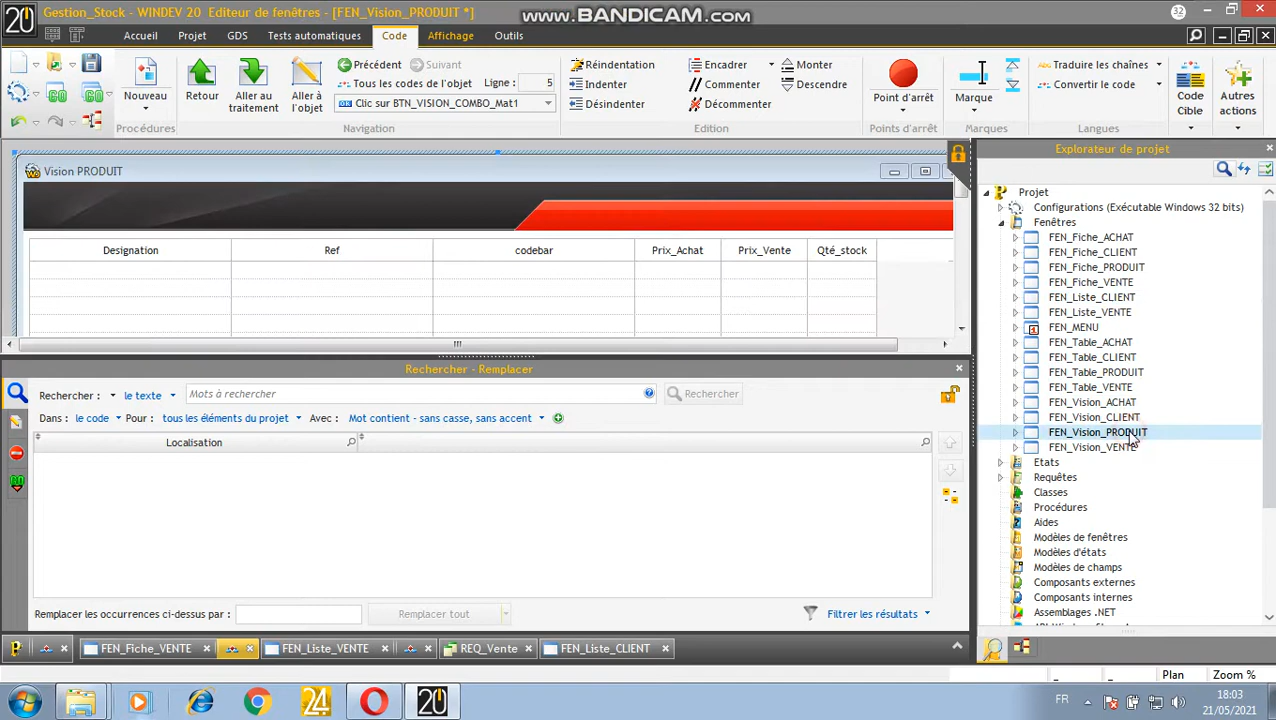 Gestion_Stock - WINDEV 20 Editeur de fenêtres - [FEN_Vision_PRODUIT *]
www.BANDICAM.com
32
20
Accueil Projet GDS Tests automatiques Code Affichage Outils
Nouveau
Procédures
Retour
Aller au traitement
Aller à l'objet
Précédent Suivant
Tous les codes de l'objet Ligne : 5
Clic sur BTN_VISION_COMBO_Mat1
Navigation
Réindentation
Indenter
Désindenter
Encadrer
Commenter
Décommenter
Monter
Descendre
Edition
Point d'arrêt
Points d'arrêt
Marque
Marques
Traduire les chaînes
Convertir le code
Langues
Code Cible
Autres actions
Vision PRODUIT
Designation Ref codebar Prix_Achat Prix_Vente Qté_stock
Rechercher - Remplacer
Rechercher : le texte Mots à rechercher Rechercher
Dans : le code Pour : tous les éléments du projet Avec : Mot contient - sans casse, sans accent
Localisation
Remplacer les occurrences ci-dessus par : Remplacer tout Filtrer les résultats
FEN_Fiche_VENTE FEN_Liste_VENTE REQ_Vente FEN_Liste_CLIENT
Explorateur de projet
Projet
Configurations (Exécutable Windows 32 bits)
Fenêtres
FEN_Fiche_ACHAT
FEN_Fiche_CLIENT
FEN_Fiche_PRODUIT
FEN_Fiche_VENTE
FEN_Liste_CLIENT
FEN_Liste_VENTE
FEN_MENU
FEN_Table_ACHAT
FEN_Table_CLIENT
FEN_Table_PRODUIT
FEN_Table_VENTE
FEN_Vision_ACHAT
FEN_Vision_CLIENT
FEN_Vision_PRODUIT
FEN_Vision_VENTE
Etats
Requêtes
Classes
Procédures
Aides
Modèles de fenêtres
Modèles d'états
Modèles de champs
Composants externes
Composants internes
Assemblages .NET
Plan Zoom %
FR
18:03
21/05/2021